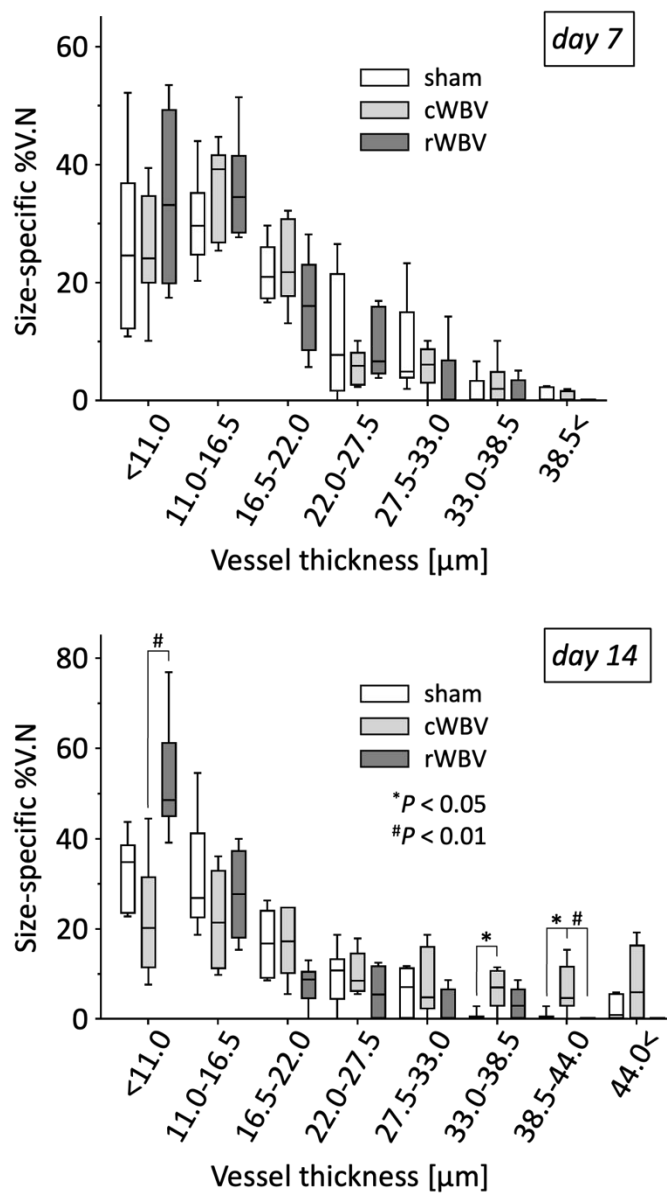 day 7
60
40
20
0
Size-specific %V.N
sham
cWBV
rWBV
<11.0
11.0-16.5
16.5-22.0
22.0-27.5
27.5-33.0
33.0-38.5
38.5<
Vessel thickness [μm]
day 14
80
60
40
20
0
Size-specific %V.N
#
sham
cWBV
rWBV
*P < 0.05
#P < 0.01
*
* #
<11.0
11.0-16.5
16.5-22.0
22.0-27.5
27.5-33.0
33.0-38.5
38.5-44.0
44.0<
Vessel thickness [μm]